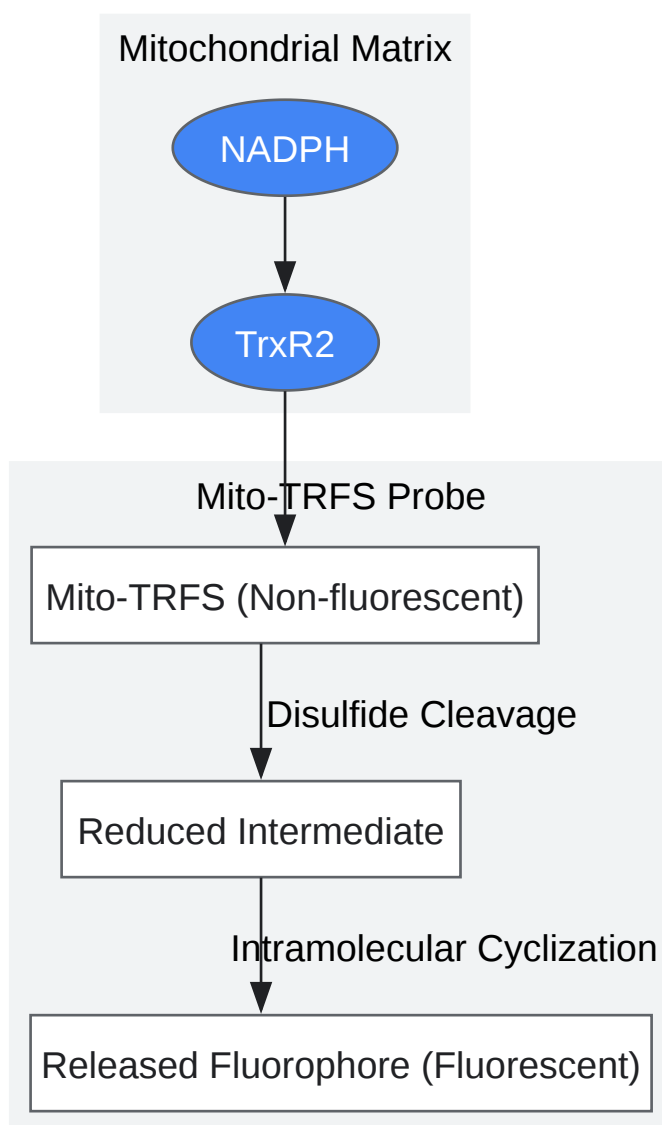 Mitochondrial Matrix
NADPH
TrxR2
Mito-TRFS Probe
Mito-TRFS (Non-fluorescent)
Disulfide Cleavage
Reduced Intermediate
Intramolecular Cyclization
Released Fluorophore (Fluorescent)